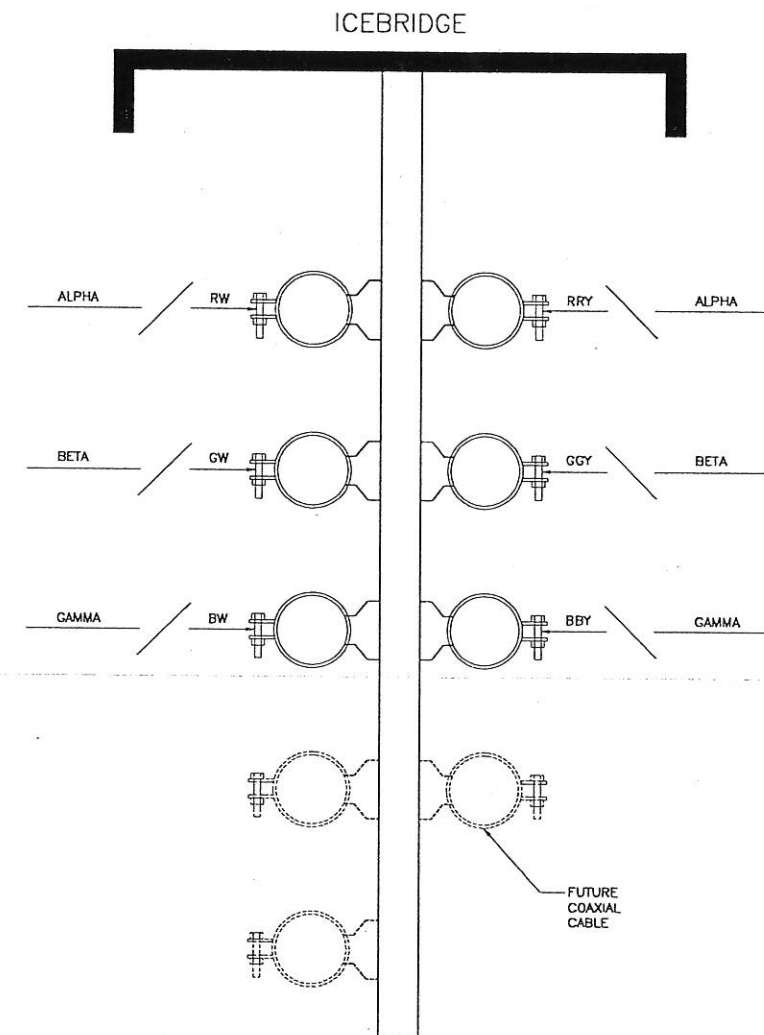 ICEBRIDGE
ALPHA RW RRY ALPHA
BETA GW GGY BETA
GAMMA BW BBY GAMMA
FUTURE
COAXIAL
CABLE